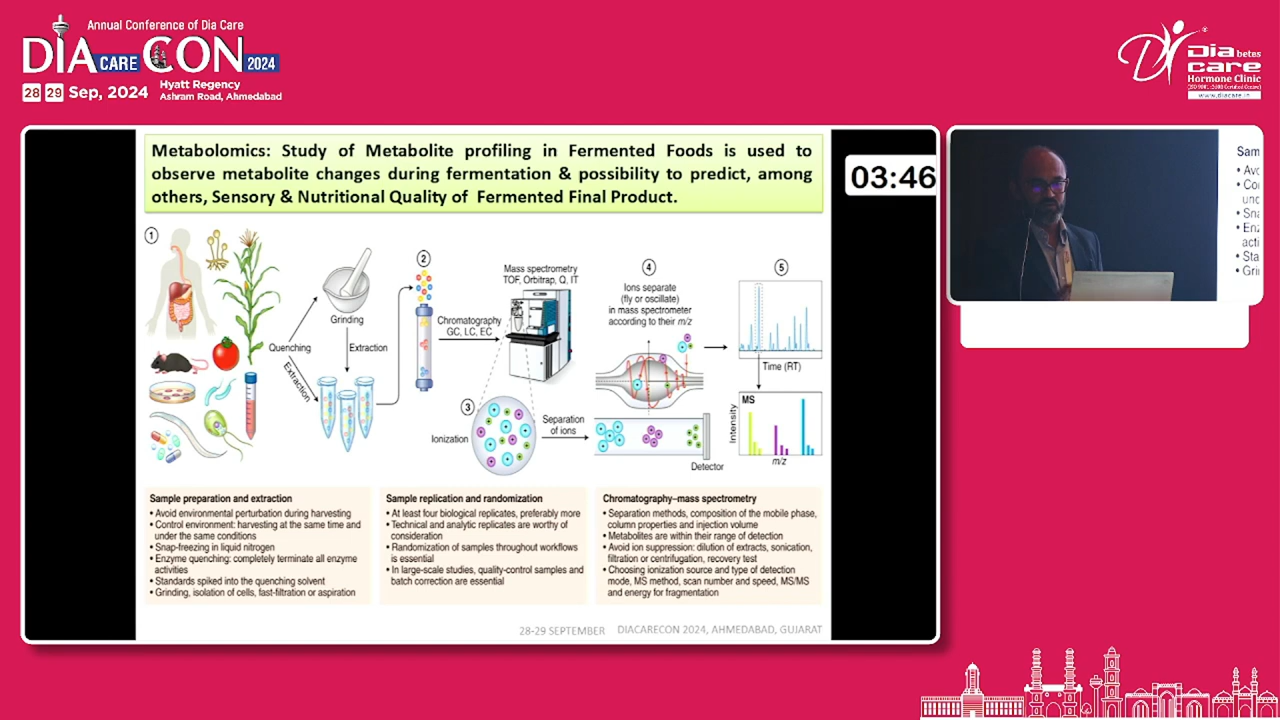 Annual Conference of Dia Care
DIA CARE CON 2024
28 29 Sep, 2024
Hyatt Regency
Ashram Road, Ahmedabad
Dia betes
care
Hormone Clinic
www.diacare.in
Metabolomics: Study of Metabolite profiling in Fermented Foods is used to
observe metabolite changes during fermentation & possibility to predict, among
others, Sensory & Nutritional Quality of Fermented Final Product.
03:46
1
Quenching
Grinding
Extraction
Extraction
2
Chromatography
GC, LC, EC
Mass spectrometry
TOF, Orbitrap, Q, IT
3
Ionization
Separation
of ions
4
Ions separate
(fly or oscillate)
in mass spectrometer
according to their m/z
Detector
5
Time (RT)
MS
Intensity
m/z
Sample preparation and extraction
• Avoid environmental perturbation during harvesting
• Control environment: harvesting at the same time and
under the same conditions
• Snap-freezing in liquid nitrogen
• Enzyme quenching: completely terminate all enzyme
activities
• Standards spiked into the quenching solvent
• Grinding, isolation of cells, fast-filtration or aspiration
Sample replication and randomization
• At least four biological replicates, preferably more
• Technical and analytic replicates are worthy of
consideration
• Randomization of samples throughout workflows
is essential
• In large-scale studies, quality-control samples and
batch correction are essential
Chromatography–mass spectrometry
• Separation methods, composition of the mobile phase,
column properties and injection volume
• Metabolites are within their range of detection
• Avoid ion suppression: dilution of extracts, sonication,
filtration or centrifugation, recovery test
• Choosing ionization source and type of detection
mode, MS method, scan number and speed, MS/MS
and energy for fragmentation
28-29 SEPTEMBER DIACARECON 2024, AHMEDABAD, GUJARAT
Sam
• Avo
• Co
unc
• Sna
• Enz
acti
• Sta
• Gri